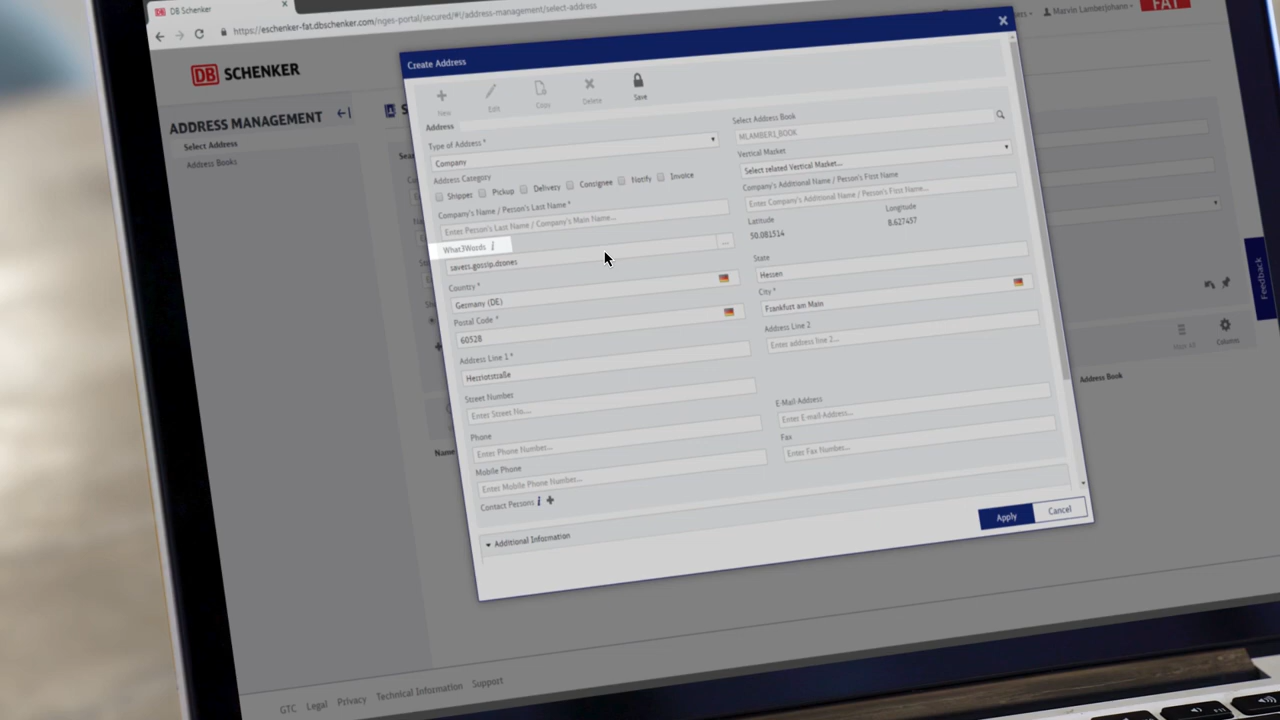 DB Schenker
https://eschenker-fat.dbschenker.com/nges-portal/secured/#!/address-management/select-address
Marvin Lamberjohann
FAT
DB SCHENKER
ADDRESS MANAGEMENT
Select Address
Address Books
Create Address
New
Edit
Copy
Delete
Save
Address
Type of Address *
Company
Select Address Book
MLAMBER1_BOOK
Address Category
Shipper Pickup Delivery Consignee Notify Invoice
Vertical Market
Select related Vertical Market...
Company's Name / Person's Last Name *
Enter Person's Last Name / Company's Main Name...
Company's Additional Name / Person's First Name
Enter Company's Additional Name / Person's First Name...
What3Words i
savers.gossip.drones
...
Latitude
50.081514
Longitude
8.627457
Country *
Germany (DE)
State
Hessen
Postal Code *
60528
City *
Frankfurt am Main
Address Line 1 *
Herriotstraße
Address Line 2
Enter address line 2...
Street Number
Enter Street No....
Phone
Enter Phone Number...
E-Mail Address
Enter E-mail Address...
Mobile Phone
Enter Mobile Phone Number...
Fax
Enter Fax Number...
Contact Persons i
Additional Information
Apply
Cancel
Feedback
Columns
Address Book
Name
GTC Legal Privacy Technical Information Support